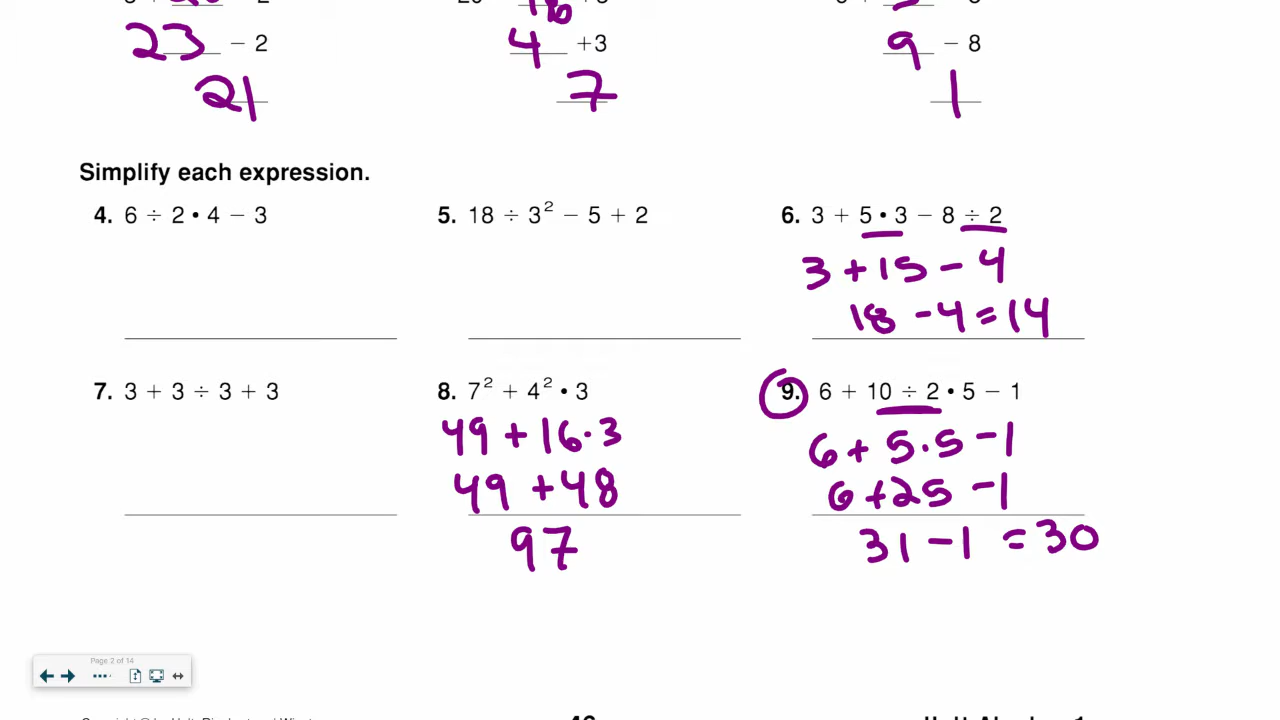 23 − 2
4 +3
9 − 8
21
7
1
Simplify each expression.
4. 6 ÷ 2 • 4 − 3
5. 18 ÷ 3² − 5 + 2
6. 3 + 5 • 3 − 8 ÷ 2
3 + 15 − 4
18 − 4 = 14
7. 3 + 3 ÷ 3 + 3
8. 7² + 4² • 3
49 + 16 · 3
49 + 48
97
9. 6 + 10 ÷ 2 • 5 − 1
6 + 5 · 5 − 1
6 + 25 − 1
31 − 1 = 30
Page 2 of 14